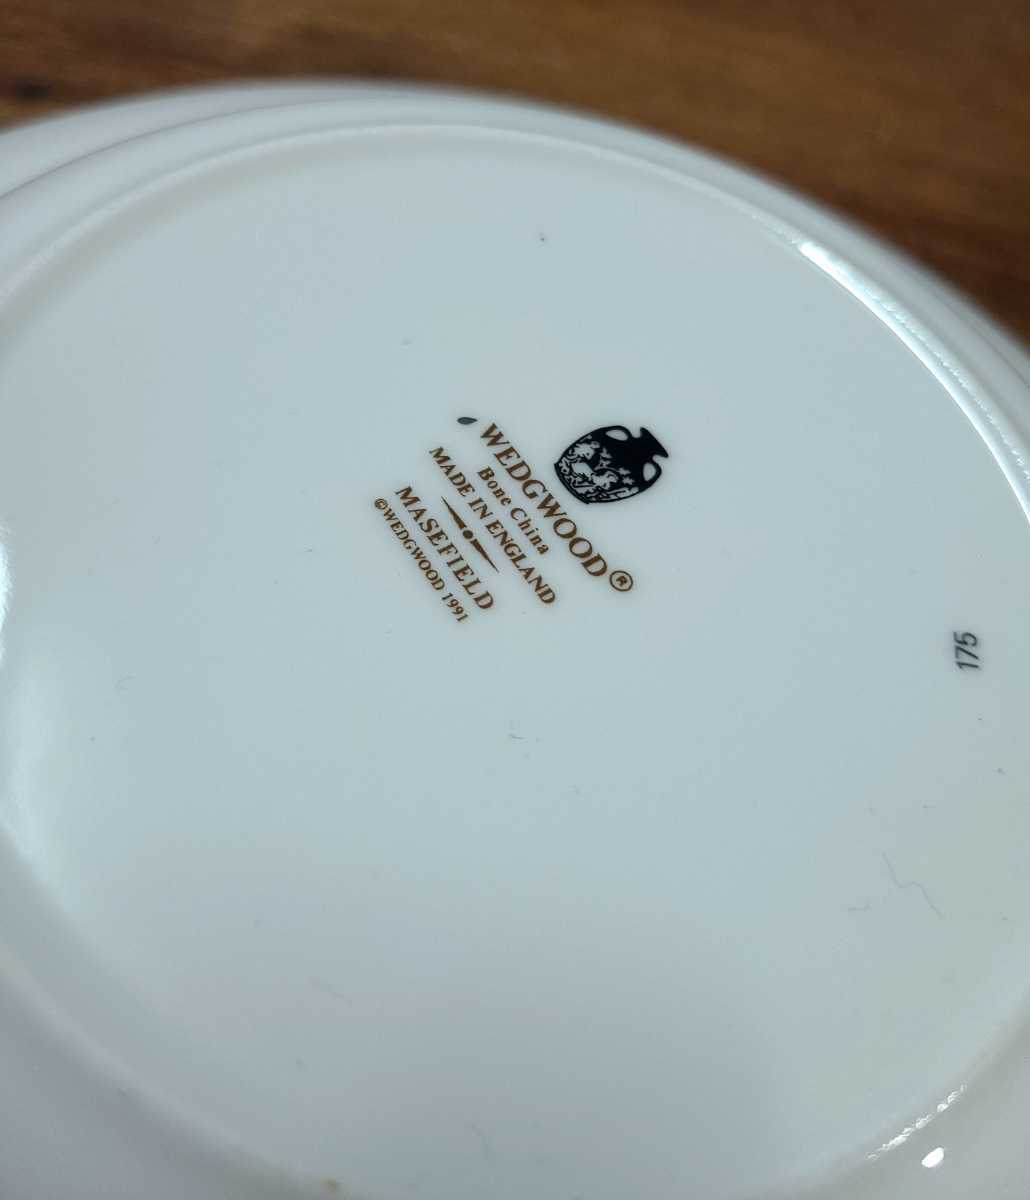 WEDGWOOD®
Bone China
MADE IN ENGLAND
MASEFIELD
©WEDGWOOD 1991
175